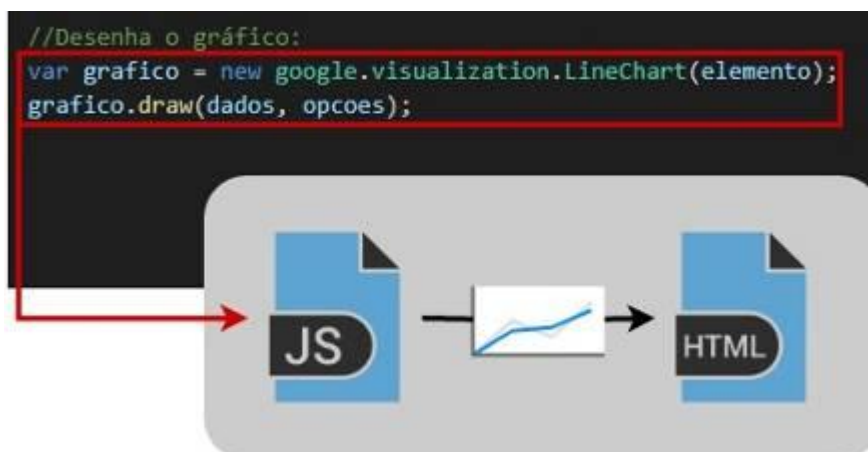 //Desenha o gráfico:
var grafico = new google.visualization.LineChart(elemento);
grafico.draw(dados, opcoes);
JS
HTML